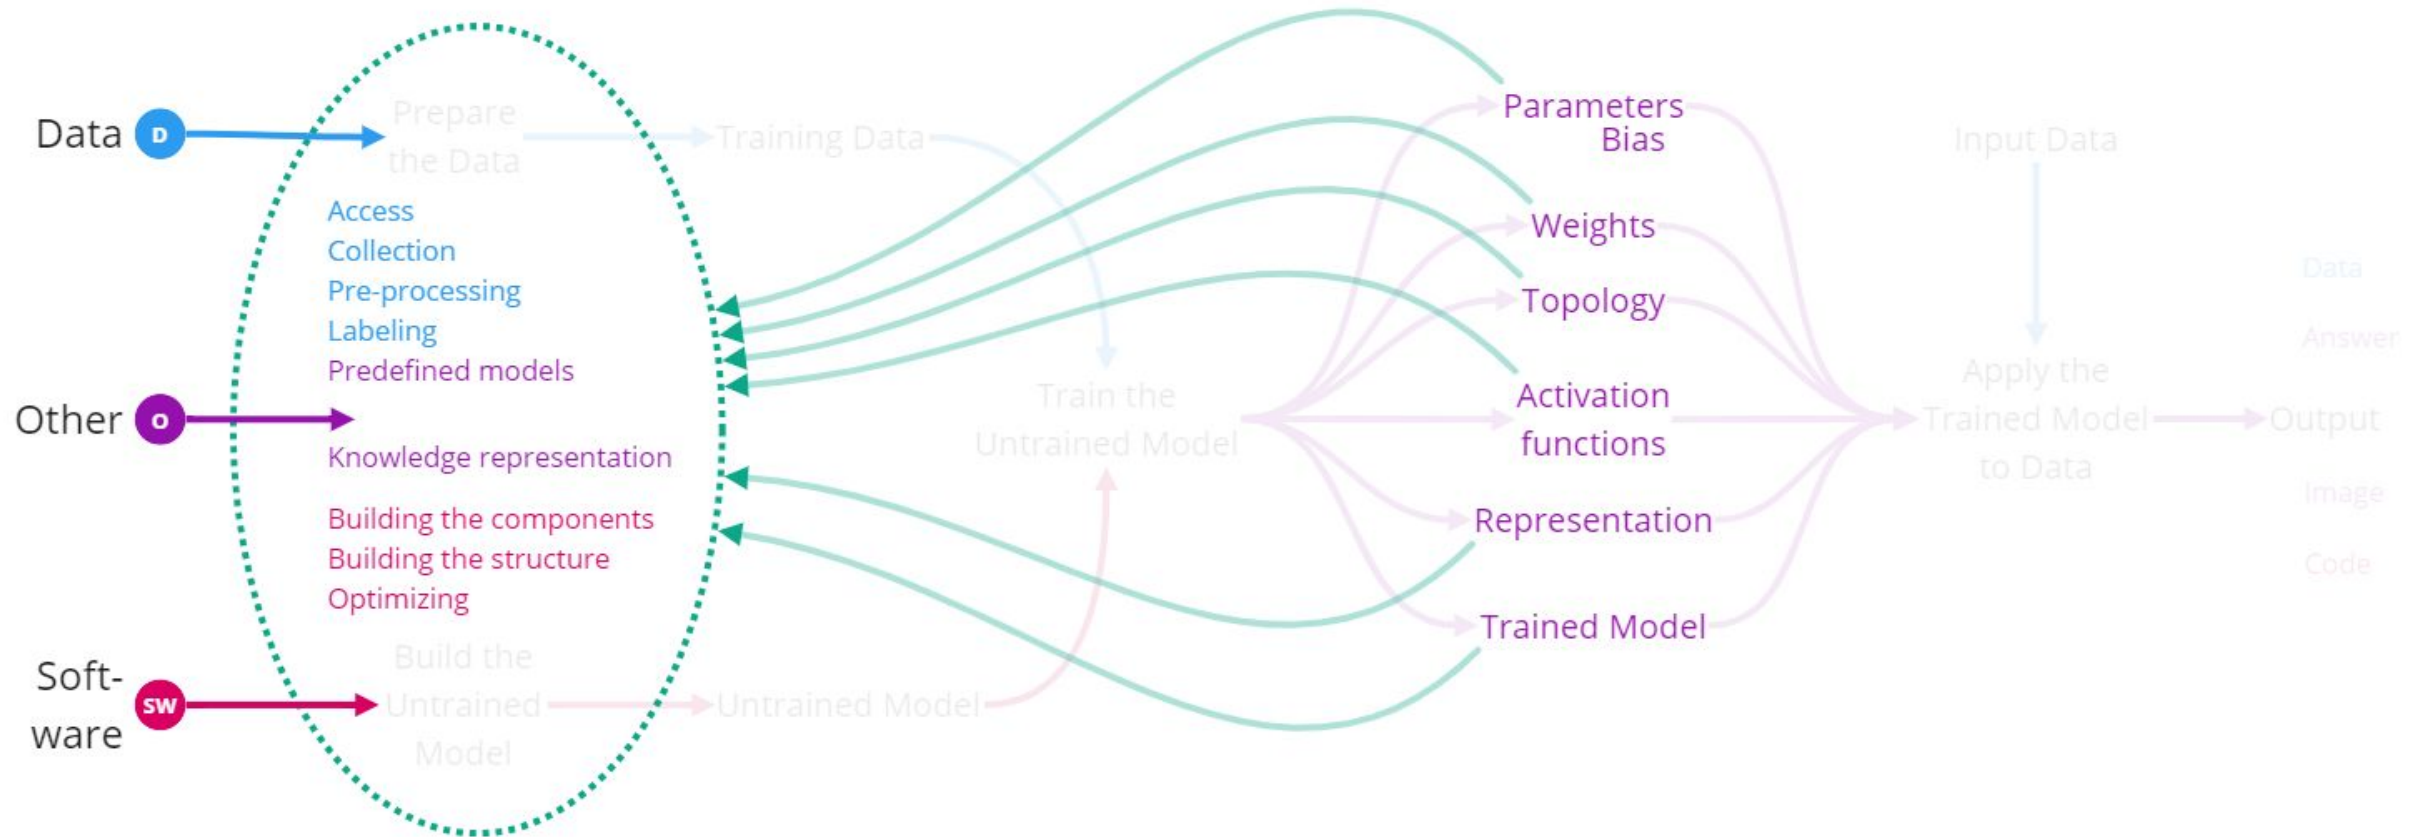 Data
D
Prepare
the Data
Training Data
Access
Collection
Pre-processing
Labeling
Predefined models
Other
O
Knowledge representation
Building the components
Building the structure
Optimizing
Soft-
ware
SW
Build the
Untrained
Model
Untrained Model
Train the
Untrained Model
Parameters
Bias
Weights
Topology
Activation
functions
Representation
Trained Model
Input Data
Apply the
Trained Model
to Data
Output
Data
Answer
Image
Code